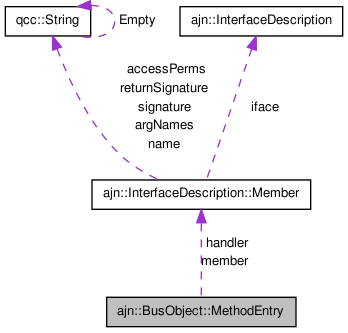 qcc::String
Empty
ajn::InterfaceDescription
accessPerms
returnSignature
signature
argNames
name
iface
ajn::InterfaceDescription::Member
handler
member
ajn::BusObject::MethodEntry